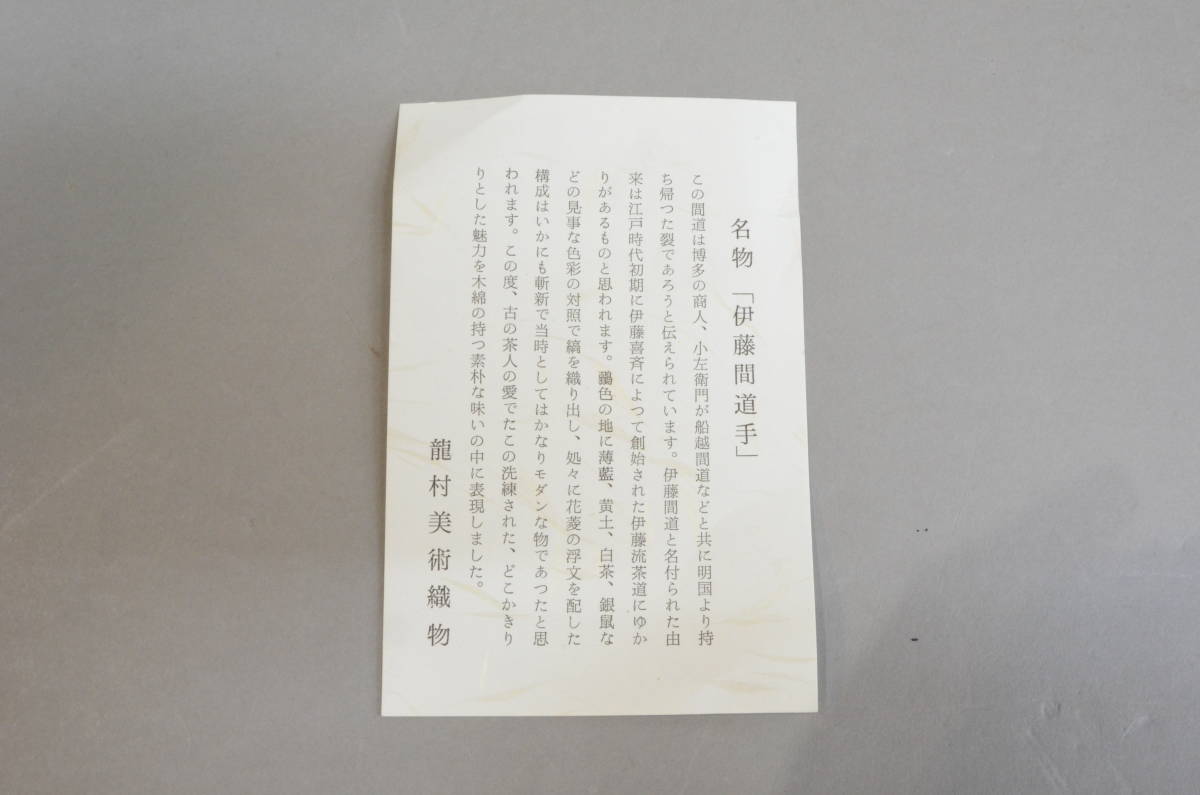 名物「伊藤間道手」
この間道は博多の商人、小左衛門が船越間道などと共に明国より持
ち帰つた裂であろうと伝えられています。伊藤間道と名付られた由
来は江戸時代初期に伊藤喜斉によつて創始された伊藤流茶道にゆか
りがあるものと思われます。色の地に薄藍、黄土、白茶、銀鼠な
どの見事な色彩の対照で縞を織り出し、処々に花菱の浮文を配した
構成はいかにも斬新で当時としてはかなりモダンな物であつたと思
われます。この度、古の茶人の愛でたこの洗練された、どこかきり
りとした魅力を木綿の持つ素朴な味いの中に表現しました。
龍村美術織物